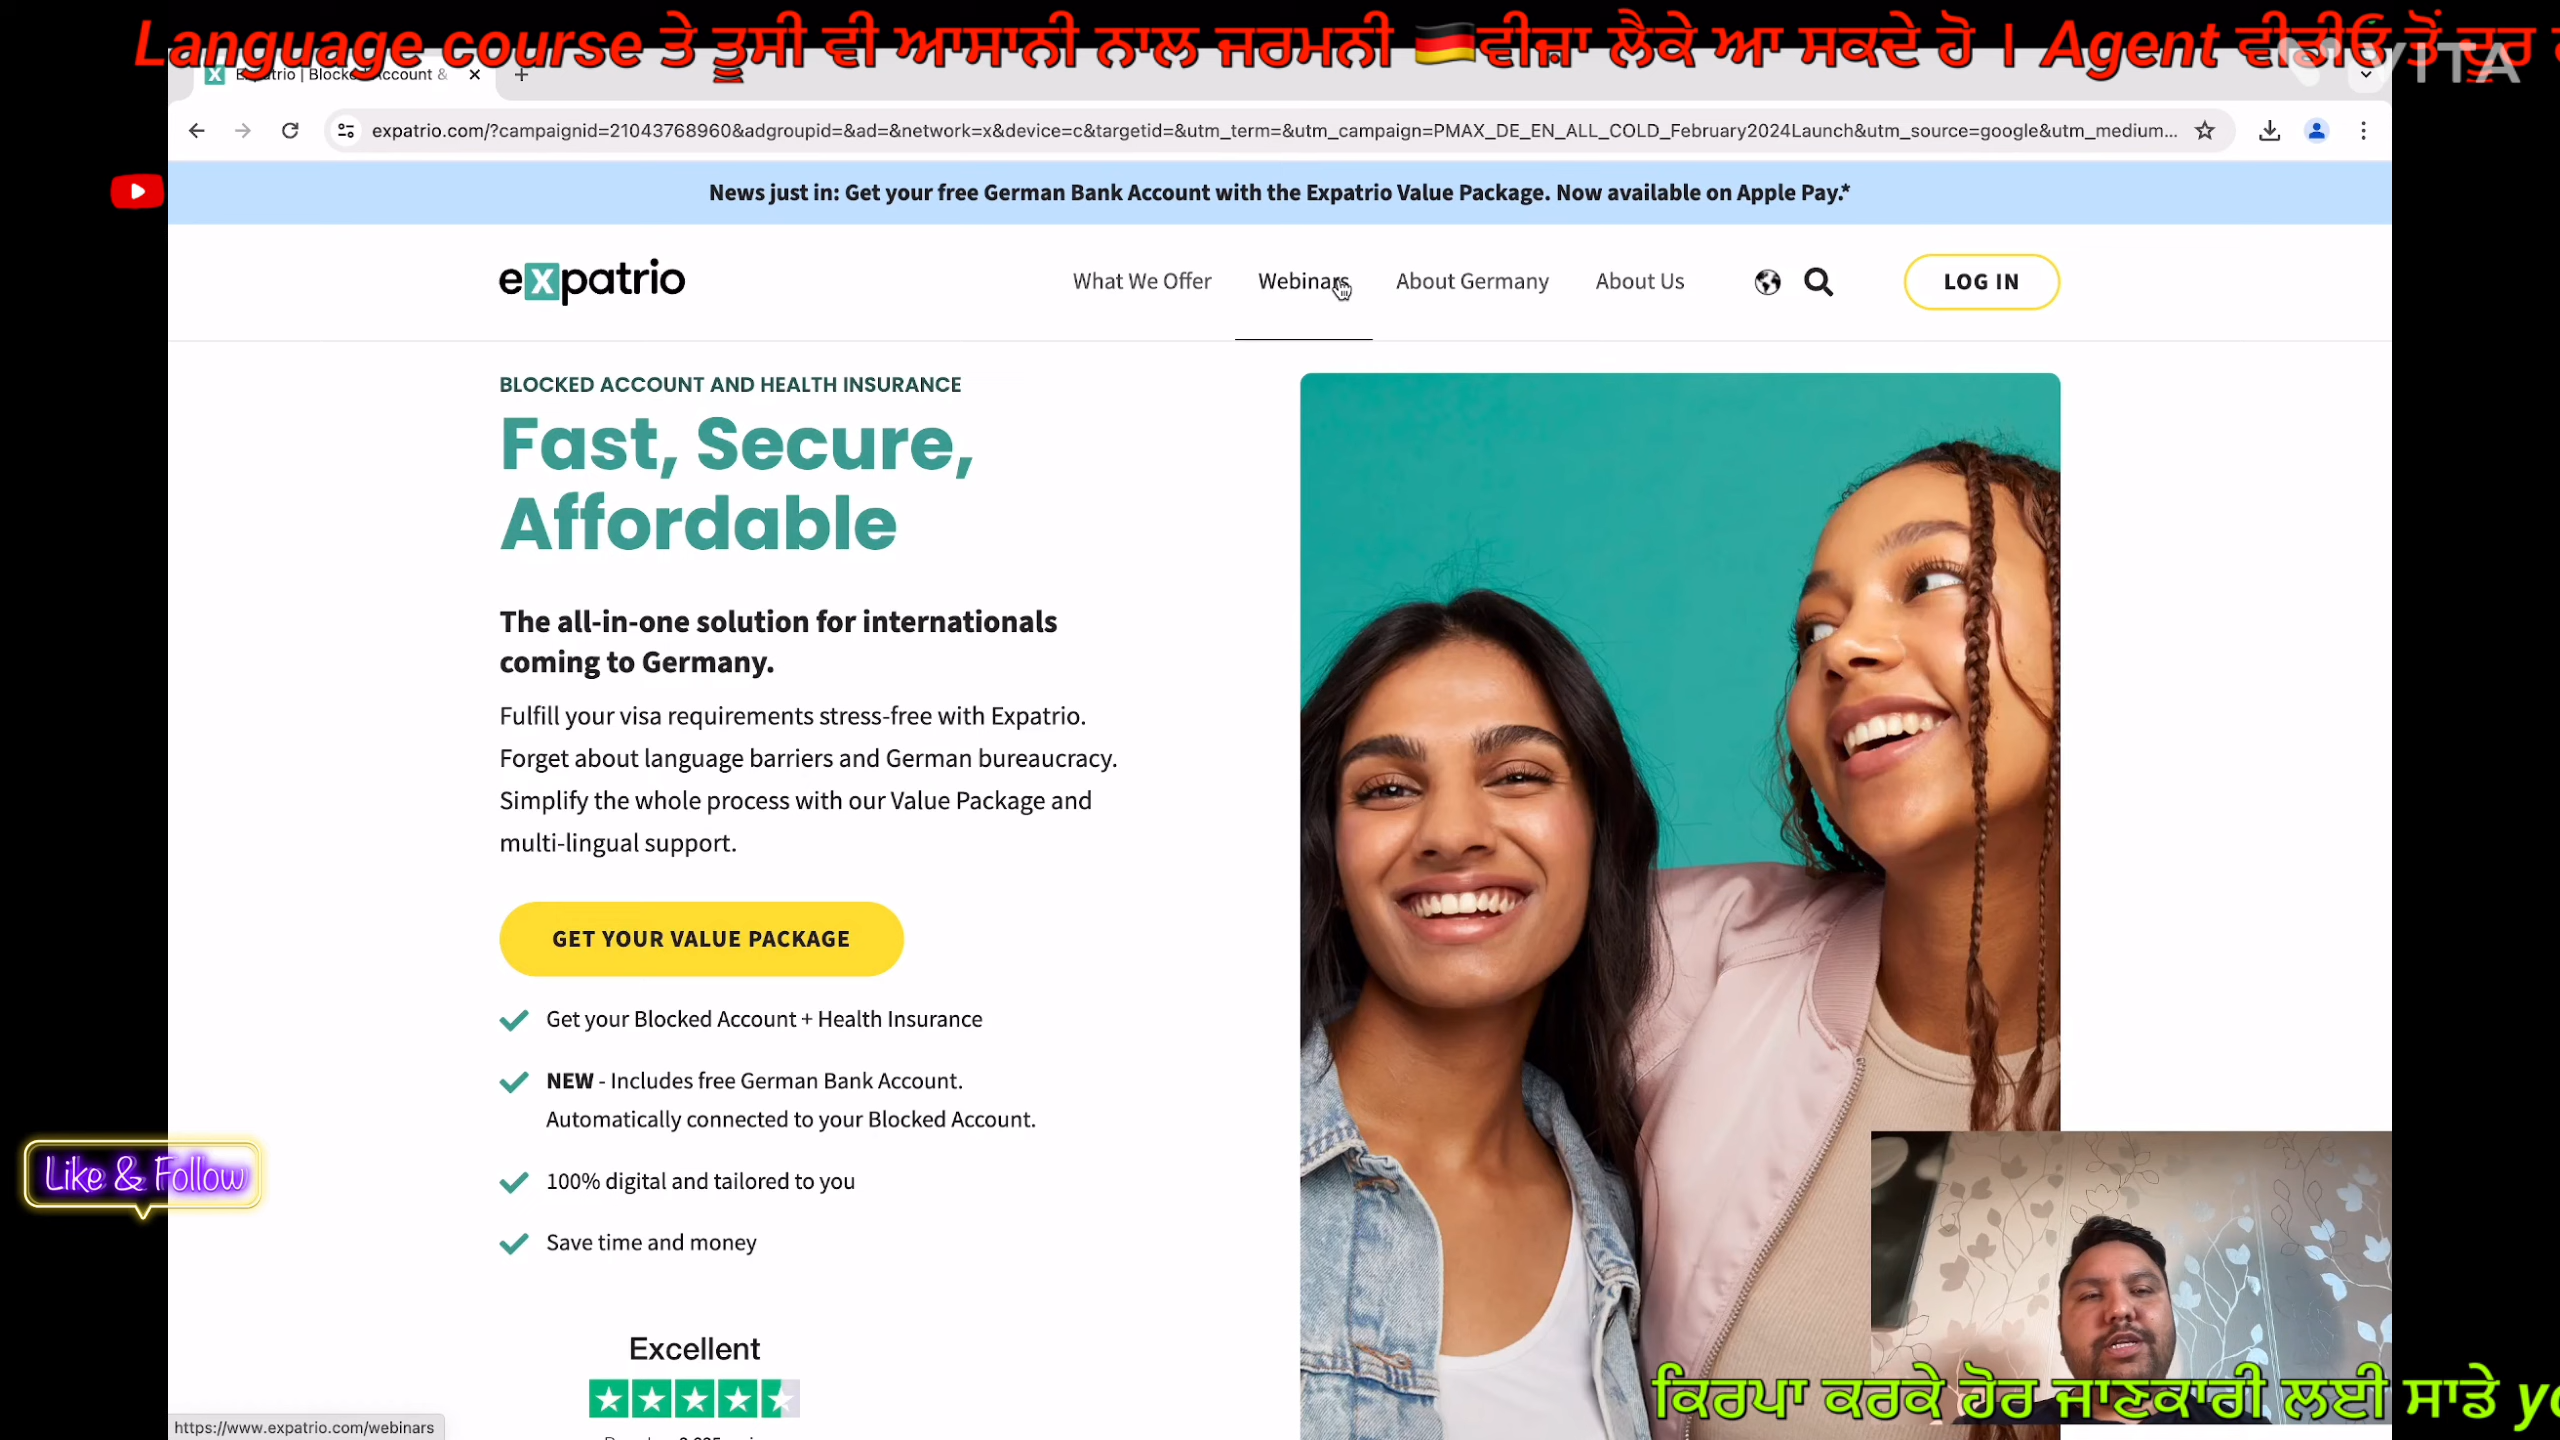 Language course ਤੇ ਤੁਸੀ ਵੀ ਆਸਾਨੀ ਨਾਲ ਜਰਮਨੀ 🇩🇪ਵੀਜ਼ਾ ਲੈਕੇ ਆ ਸਕਦੇ ਹੋ । Agent ਵੀਡੀਓ ਤੋਂ ਦੂਰ
VITA
expatrio.com/?campaignid=21043768960&adgroupid=&ad=&network=x&device=c&targetid=&utm_term=&utm_campaign=PMAX_DE_EN_ALL_COLD_February2024Launch&utm_source=google&utm_medium...
News just in: Get your free German Bank Account with the Expatrio Value Package. Now available on Apple Pay.*
expatrio
What We Offer Webinars About Germany About Us LOG IN
BLOCKED ACCOUNT AND HEALTH INSURANCE
Fast, Secure,
Affordable
The all-in-one solution for internationals
coming to Germany.
Fulfill your visa requirements stress-free with Expatrio.
Forget about language barriers and German bureaucracy.
Simplify the whole process with our Value Package and
multi-lingual support.
GET YOUR VALUE PACKAGE
Get your Blocked Account + Health Insurance
NEW - Includes free German Bank Account.
Automatically connected to your Blocked Account.
Like & Follow
100% digital and tailored to you
Save time and money
Excellent
ਕਿਰਪਾ ਕਰਕੇ ਹੋਰ ਜਾਣਕਾਰੀ ਲਈ ਸਾਡੇ
https://www.expatrio.com/webinars